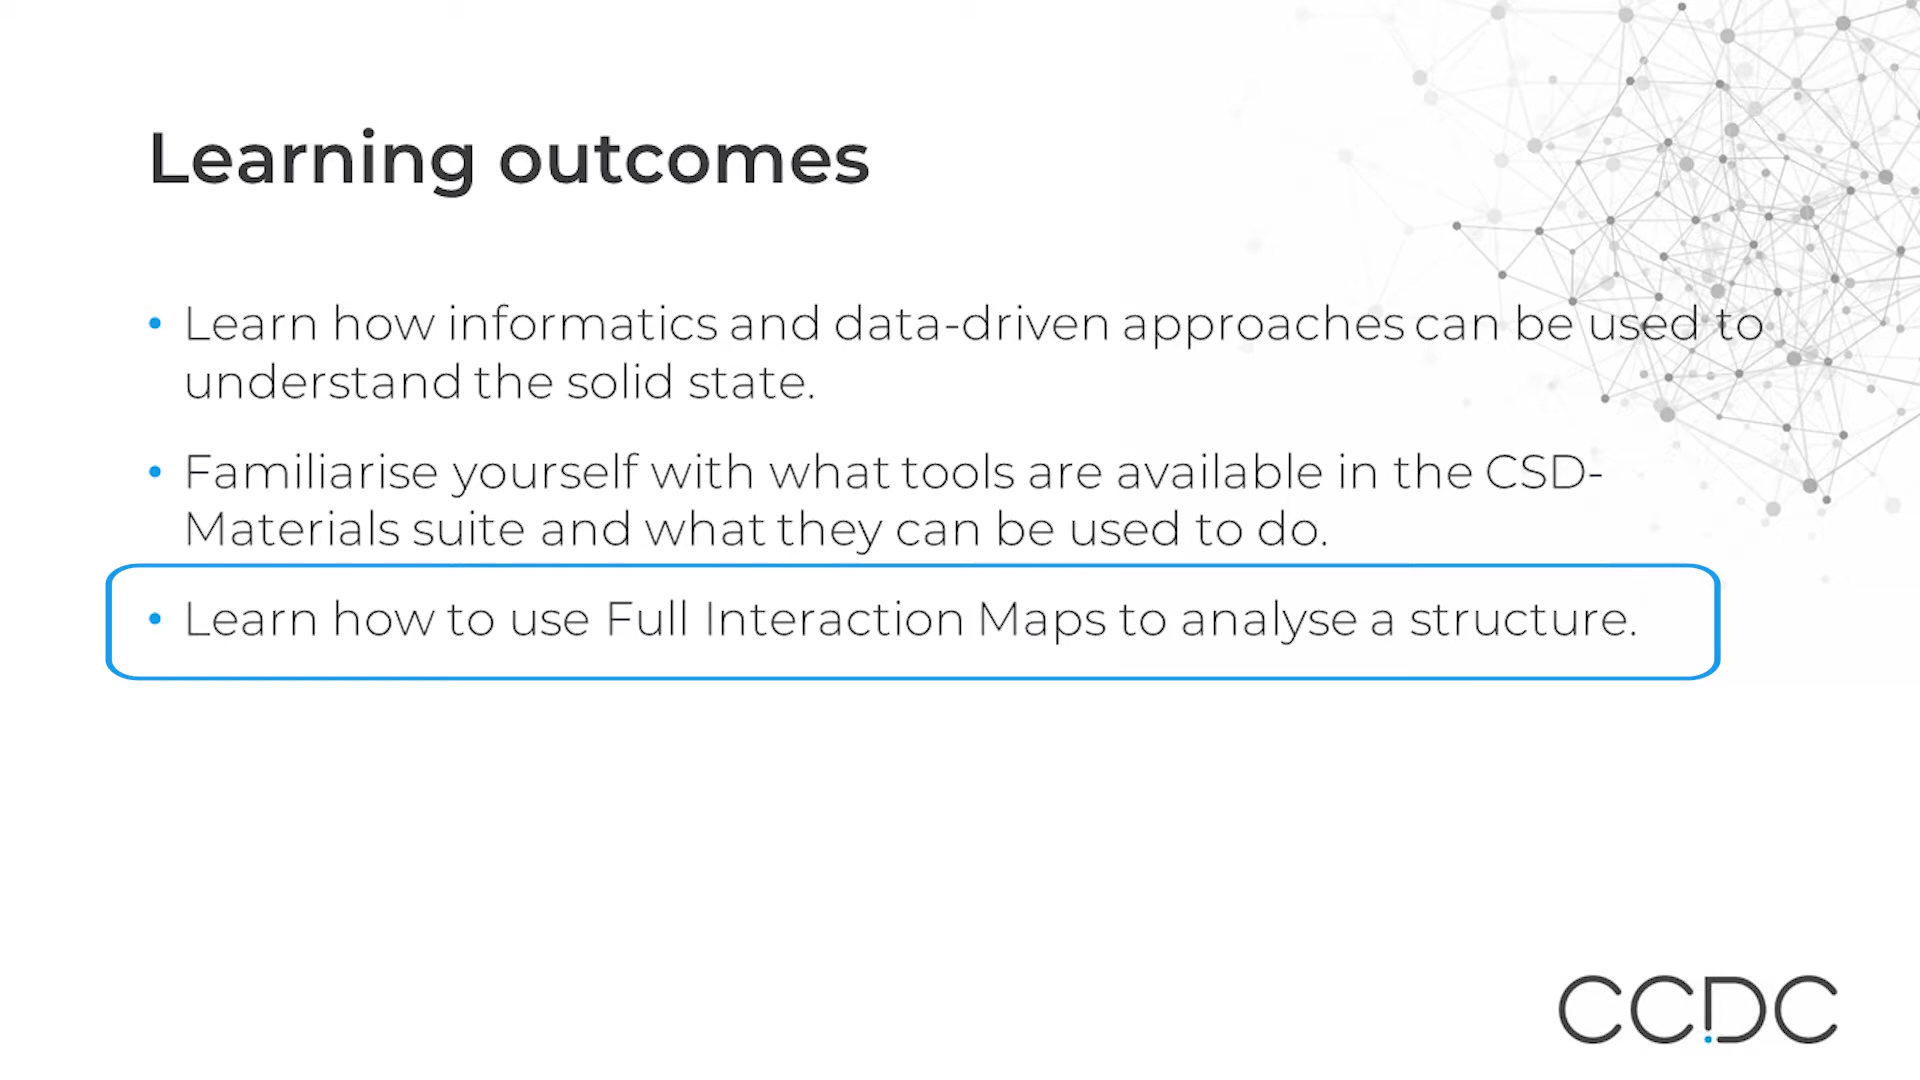 Learning outcomes
• Learn how informatics and data-driven approaches can be used to
understand the solid state.
• Familiarise yourself with what tools are available in the CSD-
Materials suite and what they can be used to do.
• Learn how to use Full Interaction Maps to analyse a structure.
CCDC